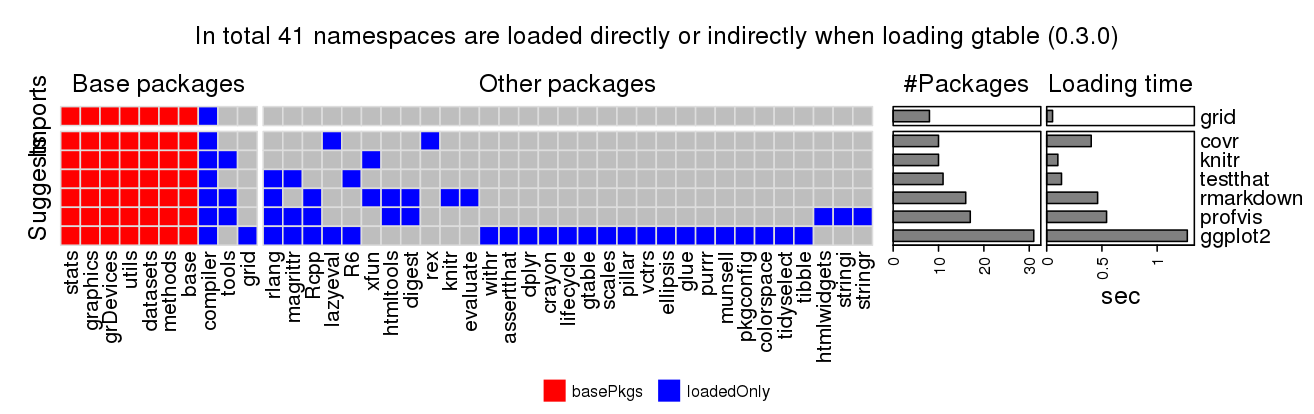 In total 41 namespaces are loaded directly or indirectly when loading gtable (0.3.0)
Base packages
Other packages
#Packages
Loading time
Imports
Suggests
grid
covr
knitr
testthat
rmarkdown
profvis
ggplot2
stats
graphics
grDevices
utils
datasets
methods
base
compiler
tools
grid
rlang
magrittr
Rcpp
lazyeval
R6
xfun
htmltools
digest
rex
knitr
evaluate
withr
assertthat
dplyr
crayon
lifecycle
gtable
scales
pillar
vctrs
ellipsis
glue
purrr
munsell
pkgconfig
colorspace
tidyselect
tibble
htmlwidgets
stringi
stringr
0
10
20
30
0
0.5
1
sec
basePkgs
loadedOnly